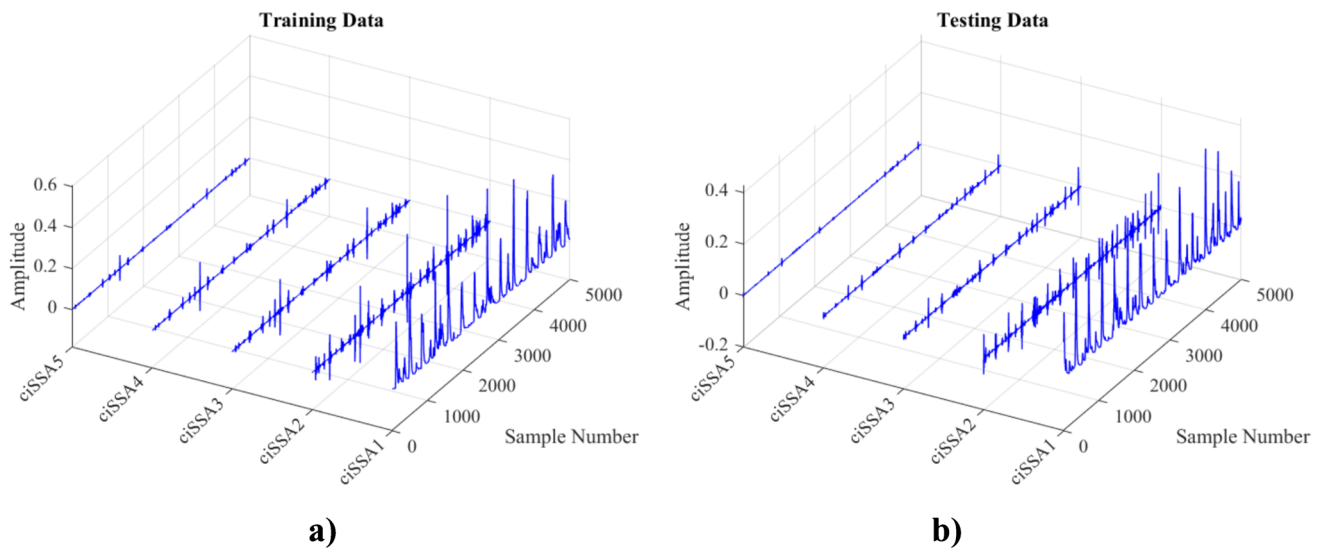 Training Data
Amplitude
0.6
0.4
0.2
0
ciSSA5
ciSSA4
ciSSA3
ciSSA2
ciSSA1
0
1000
2000
3000
4000
5000
Sample Number
a)
Testing Data
Amplitude
0.4
0.2
0
-0.2
ciSSA5
ciSSA4
ciSSA3
ciSSA2
ciSSA1
0
1000
2000
3000
4000
5000
Sample Number
b)